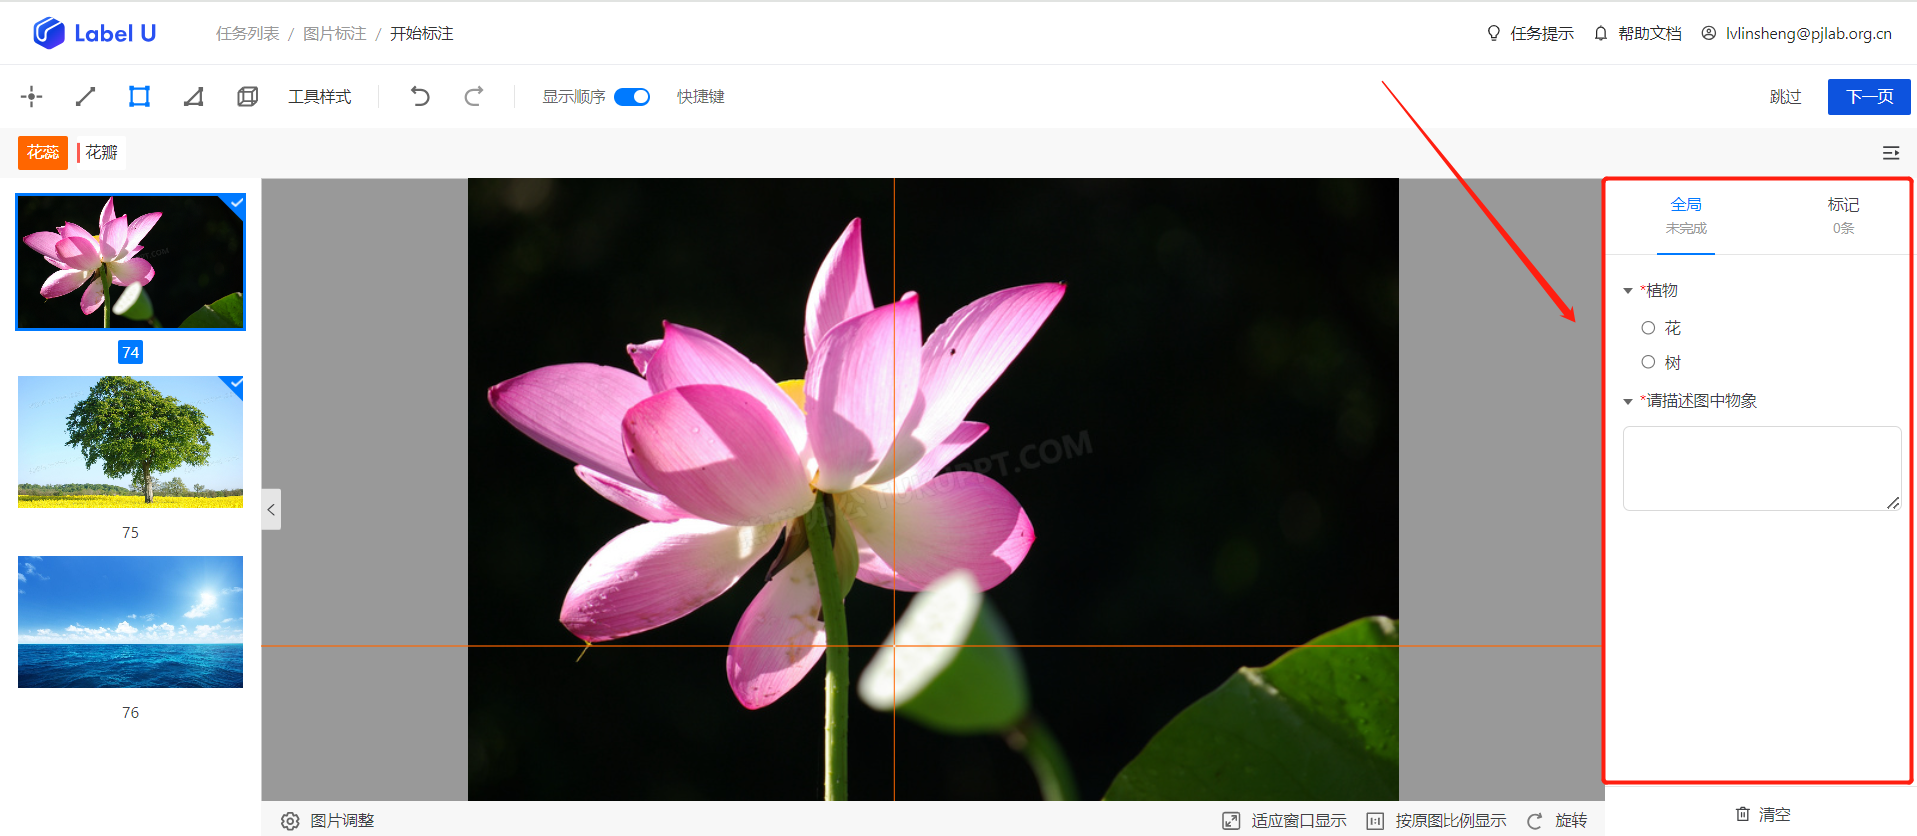 Label U
任务列表 / 图片标注 / 开始标注
任务提示
帮助文档
lvlinsheng@pjlab.org.cn
工具样式
显示顺序
快捷键
跳过
下一页
花蕊
花瓣
74
75
76
全局
未完成
标记
0条
*植物
花
树
*请描述图中物象
图片调整
适应窗口显示
按原图比例显示
旋转
清空